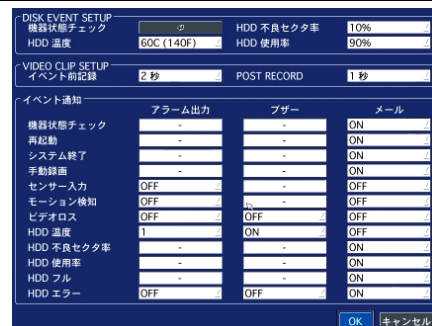 DISK EVENT SETUP
機器状態チェック HDD 不良セクタ率 10%
HDD 温度 60C (140F) HDD 使用率 90%
VIDEO CLIP SETUP
イベント前記録 2 秒 POST RECORD 1 秒
イベント通知
アラーム出力 ブザー メール
機器状態チェック - - ON
再起動 - - ON
システム終了 - - ON
手動録画 - - ON
センサー入力 OFF - OFF
モーション検知 OFF - OFF
ビデオロス OFF OFF OFF
HDD 温度 1 ON OFF
HDD 不良セクタ率 - - ON
HDD 使用率 - - ON
HDD フル - - ON
HDD エラー OFF OFF ON
OK キャンセル